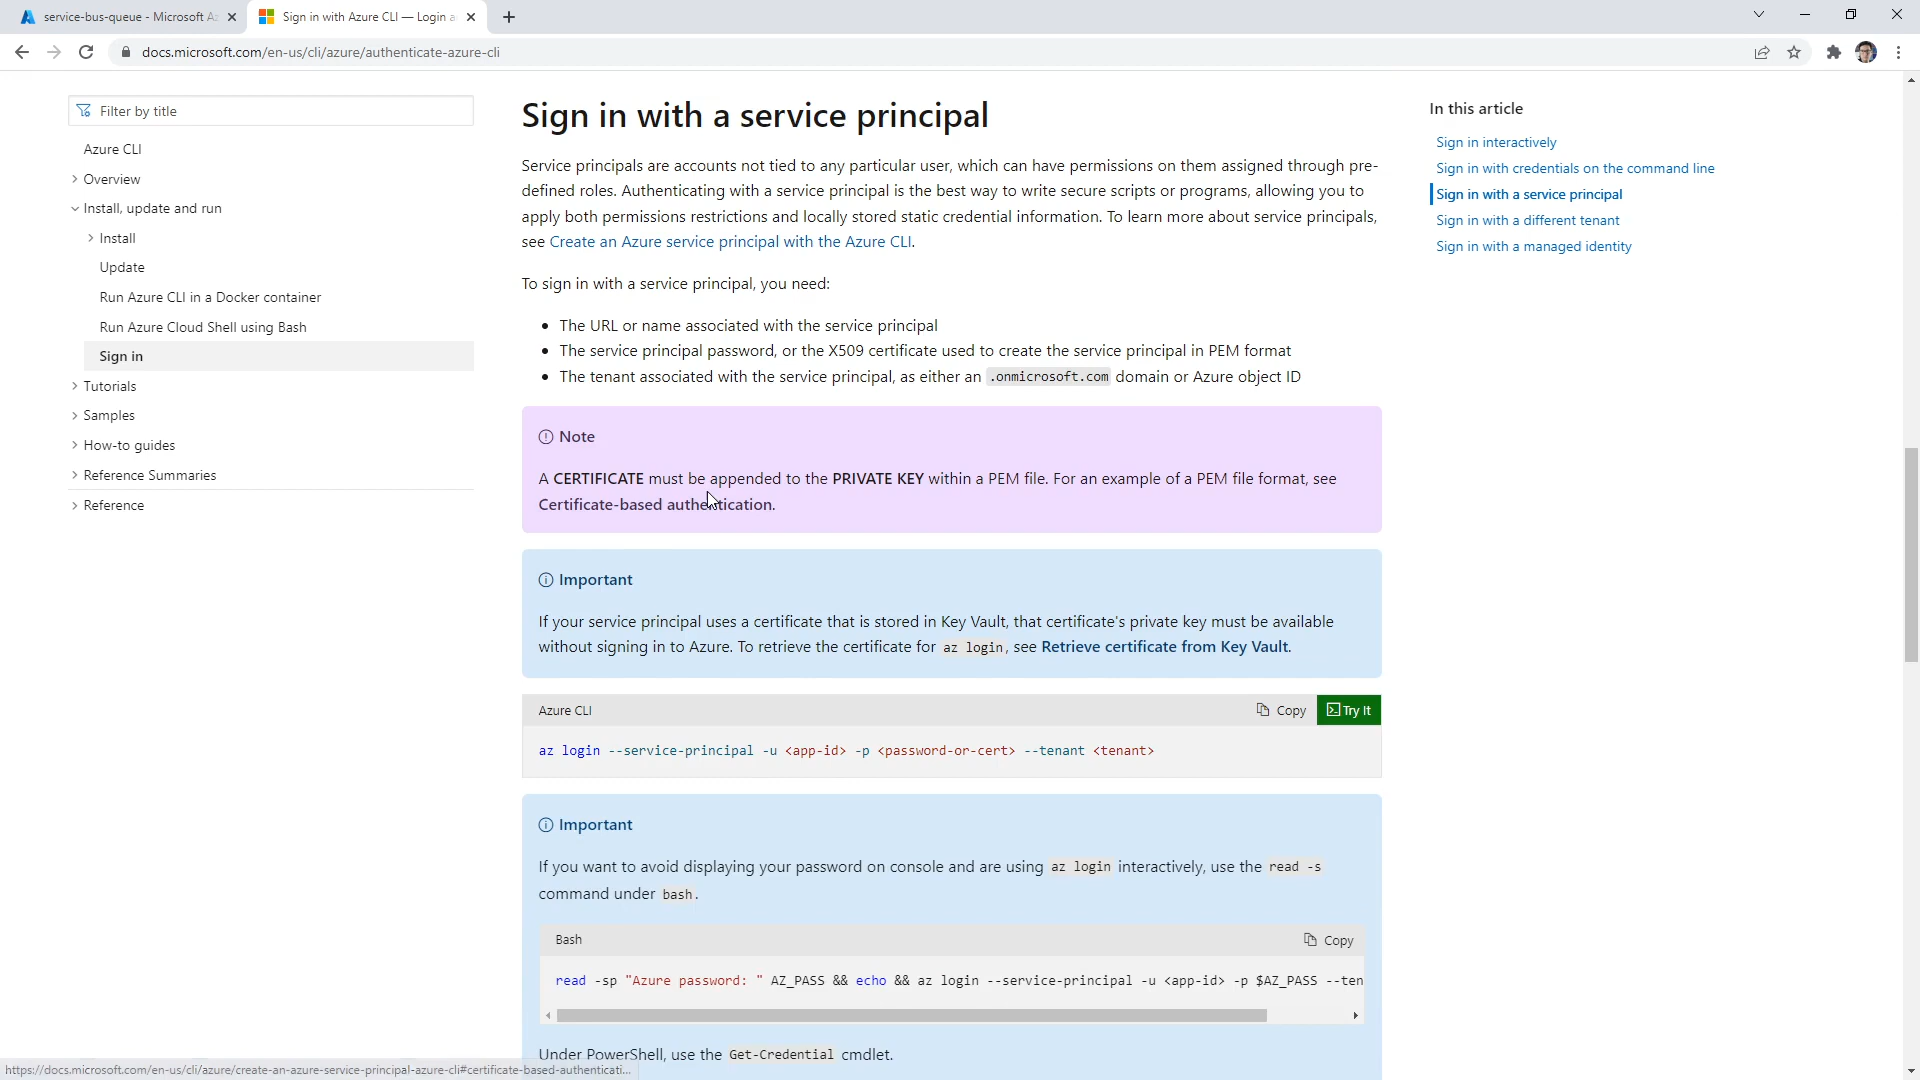 service-bus-queue - Microsoft Az
Sign in with Azure CLI — Login a
docs.microsoft.com/en-us/cli/azure/authenticate-azure-cli
Filter by title
Azure CLI
Overview
Install, update and run
Install
Update
Run Azure CLI in a Docker container
Run Azure Cloud Shell using Bash
Sign in
Tutorials
Samples
How-to guides
Reference Summaries
Reference
Sign in with a service principal
Service principals are accounts not tied to any particular user, which can have permissions on them assigned through pre-
defined roles. Authenticating with a service principal is the best way to write secure scripts or programs, allowing you to
apply both permissions restrictions and locally stored static credential information. To learn more about service principals,
see Create an Azure service principal with the Azure CLI.
To sign in with a service principal, you need:
• The URL or name associated with the service principal
• The service principal password, or the X509 certificate used to create the service principal in PEM format
• The tenant associated with the service principal, as either an .onmicrosoft.com domain or Azure object ID
Note
A CERTIFICATE must be appended to the PRIVATE KEY within a PEM file. For an example of a PEM file format, see
Certificate-based authentication.
Important
If your service principal uses a certificate that is stored in Key Vault, that certificate's private key must be available
without signing in to Azure. To retrieve the certificate for az login, see Retrieve certificate from Key Vault.
Azure CLI
Copy
Try It
az login --service-principal -u <app-id> -p <password-or-cert> --tenant <tenant>
Important
If you want to avoid displaying your password on console and are using az login interactively, use the read -s
command under bash.
Bash
Copy
read -sp "Azure password: " AZ_PASS && echo && az login --service-principal -u <app-id> -p $AZ_PASS --ten
Under PowerShell, use the Get-Credential cmdlet.
In this article
Sign in interactively
Sign in with credentials on the command line
Sign in with a service principal
Sign in with a different tenant
Sign in with a managed identity
https://docs.microsoft.com/en-us/cli/azure/create-an-azure-service-principal-azure-cli#certificate-based-authenticati...